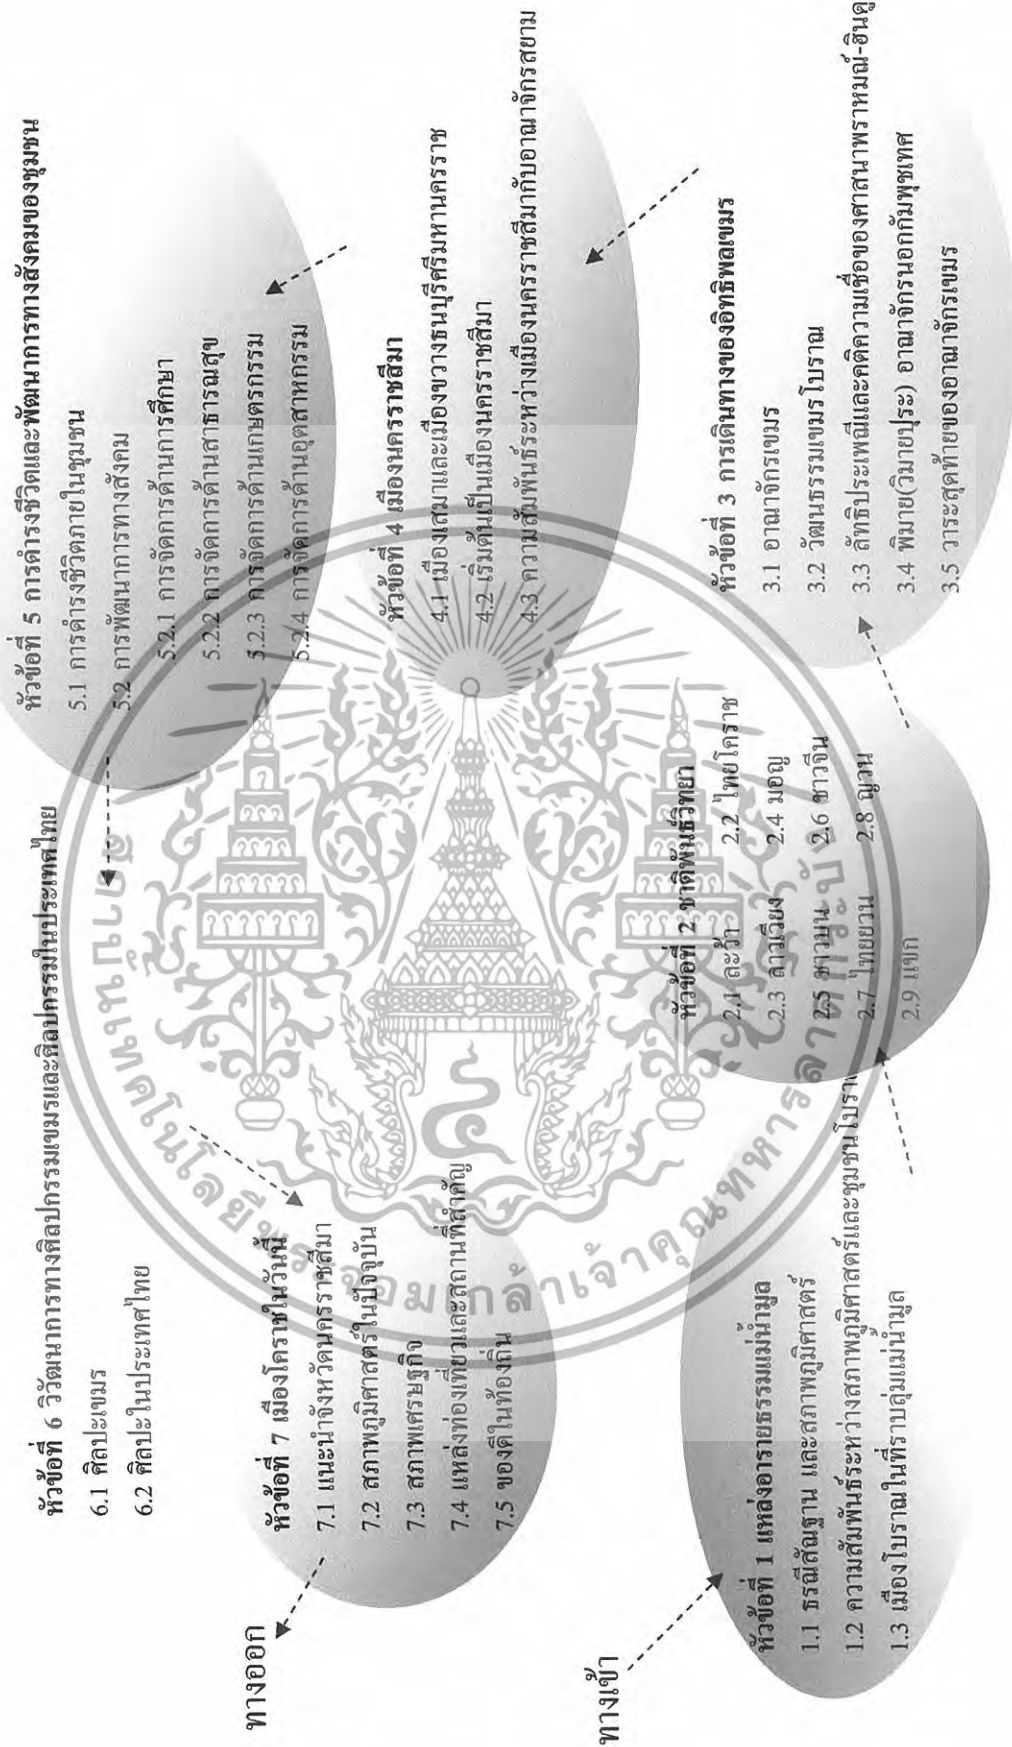 หัวข้อที่ 6 วิวัฒนาการทางศิลปกรรมเขมรและศิลปกรรมในประเทศไทย
6.1 ศิลปะเขมร
6.2 ศิลปะในประเทศไทย
หัวข้อที่ 5 การดำรงชีวิตและพัฒนาการทางสังคมของชุมชน
5.1 การดำรงชีวิตภายในชุมชน
5.2 การพัฒนาการทางสังคม
5.2.1 การจัดการด้านการศึกษา
5.2.2 การจัดการด้านสาธารณสุข
5.2.3 การจัดการด้านเกษตรกรรม
5.2.4 การจัดการด้านอุตสาหกรรม
ทางออก
หัวข้อที่ 7 เมืองโคราชในวันนี้
7.1 แนะนำจังหวัดนครราชสีมา
7.2 สภาพภูมิศาสตร์ในปัจจุบัน
7.3 สภาพเศรษฐกิจ
7.4 แหล่งท่องเที่ยวและสถานที่สำคัญ
7.5 ของดีในท้องถิ่น
หัวข้อที่ 4 เมืองนครราชสีมา
4.1 เมืองเสมาและเมืองขวางธนบุรีศรีมหานคราช
4.2 เริ่มต้นเป็นเมืองนครราชสีมา
4.3 ความสัมพันธ์ระหว่างเมืองนครราชสีมากับอาณาจักรสยาม
ทางเข้า
หัวข้อที่ 1 แหล่งอารายธรรมแม่น้ำมูล
1.1 ธรณีสัณฐาน และสภาพภูมิศาสตร์
1.2 ความสัมพันธ์ระหว่างสภาพภูมิศาสตร์และชุมชนโบราณ
1.3 เมืองโบราณในที่ราบลุ่มแม่น้ำมูล
หัวข้อที่ 2 ชาติพันธุ์วิทยา
2.1 ละว้า 2.2 ไทยโคราช
2.3 ลาวเวียง 2.4 มอญ
2.5 ชาวบน 2.6 ชาวจีน
2.7 ไทยยวน 2.8 ญวน
2.9 แขก
หัวข้อที่ 3 การเดินทางของอิทธิพลเขมร
3.1 อาณาจักรเขมร
3.2 วัฒนธรรมเขมรโบราณ
3.3 ลัทธิประเพณีและคติความเชื่อของศาสนาพราหมณ์-ฮินดู
3.4 พิมาย(วิมายปุระ) อาณาจักรนอกกัมพุชเทศ
3.5 วาระสุดท้ายของอาณาจักรเขมร
สถาบันเทคโนโลยีพระจอมเกล้าเจ้าคุณทหารลาดกระบัง